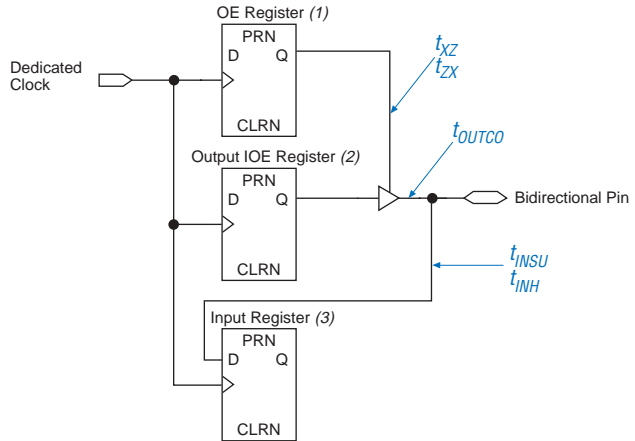 OE Register (1)
PRN
D Q
CLRN
Dedicated
Clock
tXZ
tZX
tOUTCO
Output IOE Register (2)
PRN
D Q
CLRN
Bidirectional Pin
tINSU
tINH
Input Register (3)
PRN
D Q
CLRN